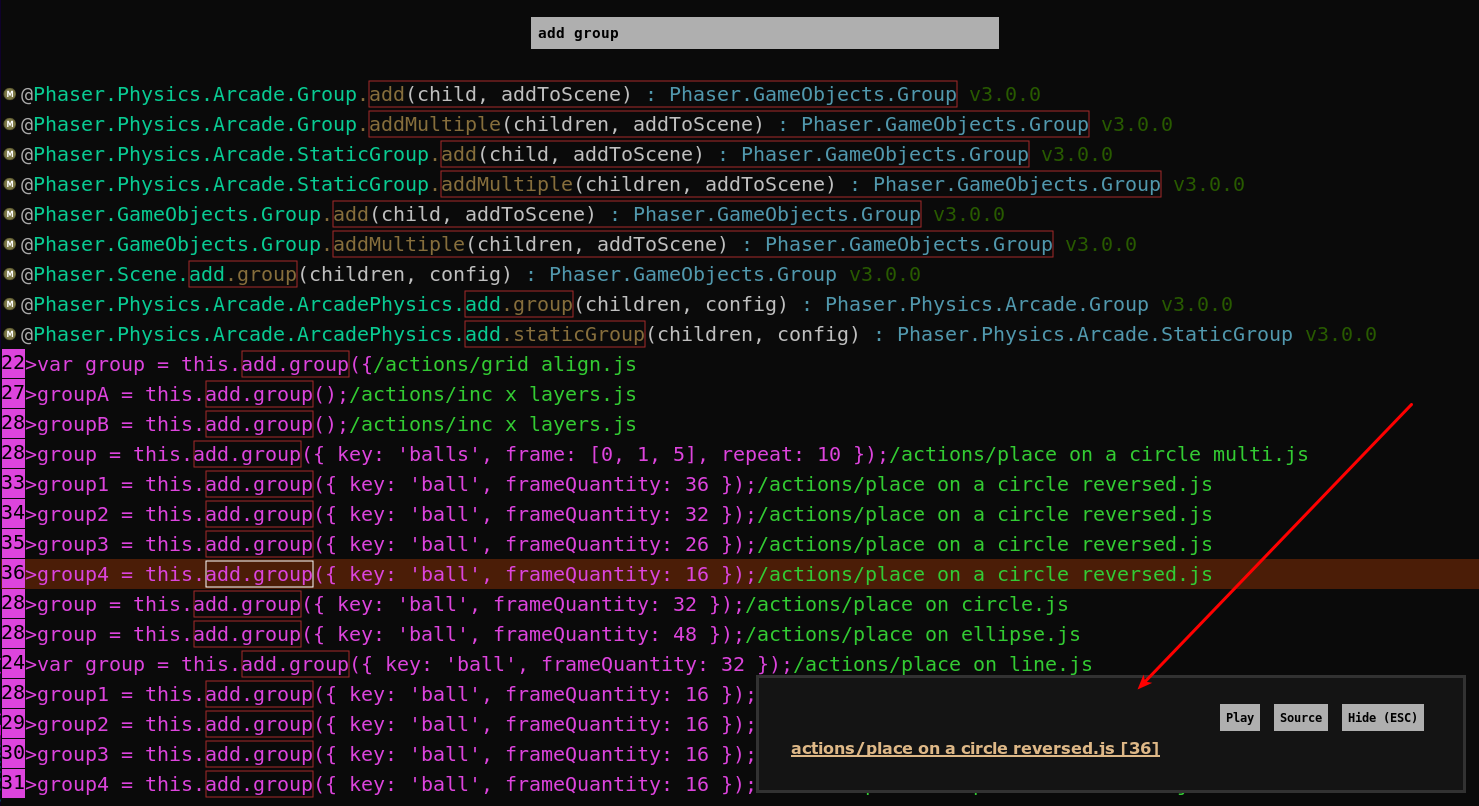 add group
M @Phaser.Physics.Arcade.Group.add(child, addToScene) : Phaser.GameObjects.Group v3.0.0
M @Phaser.Physics.Arcade.Group.addMultiple(children, addToScene) : Phaser.GameObjects.Group v3.0.0
M @Phaser.Physics.Arcade.StaticGroup.add(child, addToScene) : Phaser.GameObjects.Group v3.0.0
M @Phaser.Physics.Arcade.StaticGroup.addMultiple(children, addToScene) : Phaser.GameObjects.Group v3.0.0
M @Phaser.GameObjects.Group.add(child, addToScene) : Phaser.GameObjects.Group v3.0.0
M @Phaser.GameObjects.Group.addMultiple(children, addToScene) : Phaser.GameObjects.Group v3.0.0
M @Phaser.Scene.add.group(children, config) : Phaser.GameObjects.Group v3.0.0
M @Phaser.Physics.Arcade.ArcadePhysics.add.group(children, config) : Phaser.Physics.Arcade.Group v3.0.0
M @Phaser.Physics.Arcade.ArcadePhysics.add.staticGroup(children, config) : Phaser.Physics.Arcade.StaticGroup v3.0.0
22>var group = this.add.group({/actions/grid align.js
27>groupA = this.add.group();/actions/inc x layers.js
28>groupB = this.add.group();/actions/inc x layers.js
28>group = this.add.group({ key: 'balls', frame: [0, 1, 5], repeat: 10 });/actions/place on a circle multi.js
33>group1 = this.add.group({ key: 'ball', frameQuantity: 36 });/actions/place on a circle reversed.js
34>group2 = this.add.group({ key: 'ball', frameQuantity: 32 });/actions/place on a circle reversed.js
35>group3 = this.add.group({ key: 'ball', frameQuantity: 26 });/actions/place on a circle reversed.js
36>group4 = this.add.group({ key: 'ball', frameQuantity: 16 });/actions/place on a circle reversed.js
28>group = this.add.group({ key: 'ball', frameQuantity: 32 });/actions/place on circle.js
28>group = this.add.group({ key: 'ball', frameQuantity: 48 });/actions/place on ellipse.js
24>var group = this.add.group({ key: 'ball', frameQuantity: 32 });/actions/place on line.js
28>group1 = this.add.group({ key: 'ball', frameQuantity: 16 });
29>group2 = this.add.group({ key: 'ball', frameQuantity: 16 });
30>group3 = this.add.group({ key: 'ball', frameQuantity: 16 });
31>group4 = this.add.group({ key: 'ball', frameQuantity: 16 });
Play Source Hide (ESC)
actions/place on a circle reversed.js [36]